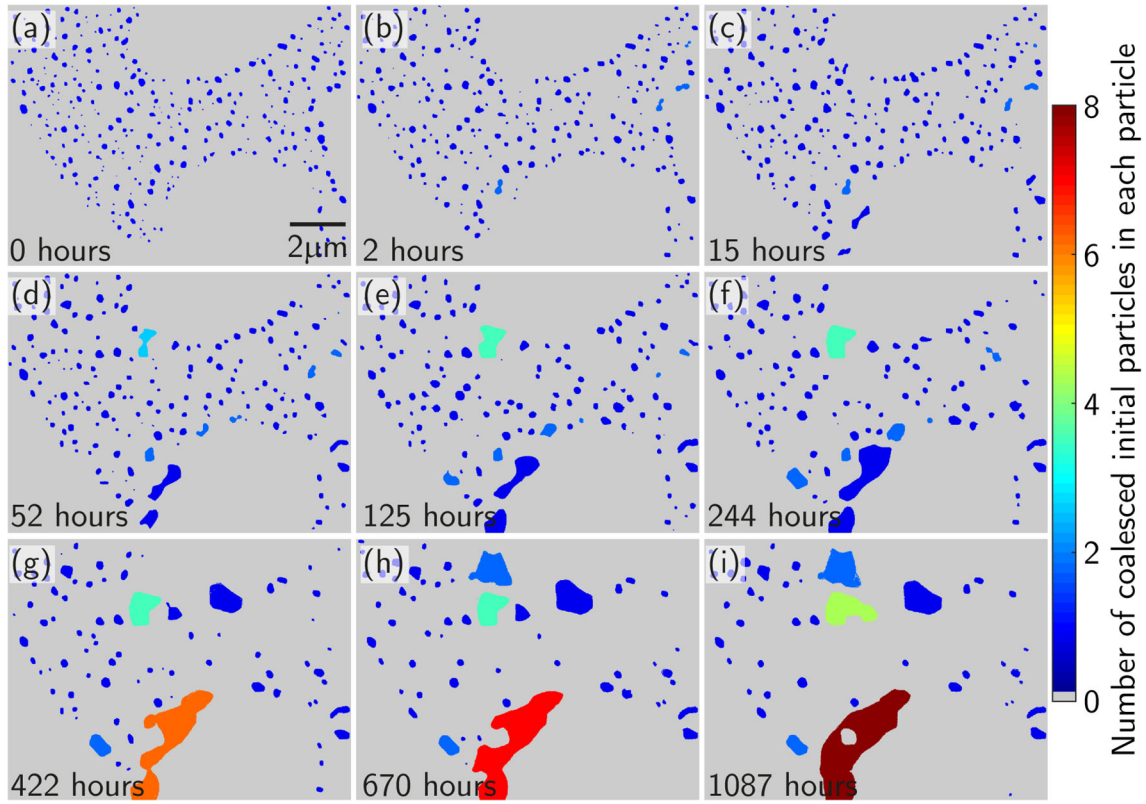 (a)
(b)
(c)
0 hours
2μm
2 hours
15 hours
(d)
(e)
(f)
52 hours
125 hours
244 hours
(g)
(h)
(i)
422 hours
670 hours
1087 hours
8
6
4
2
0
Number of coalesced initial particles in each particle